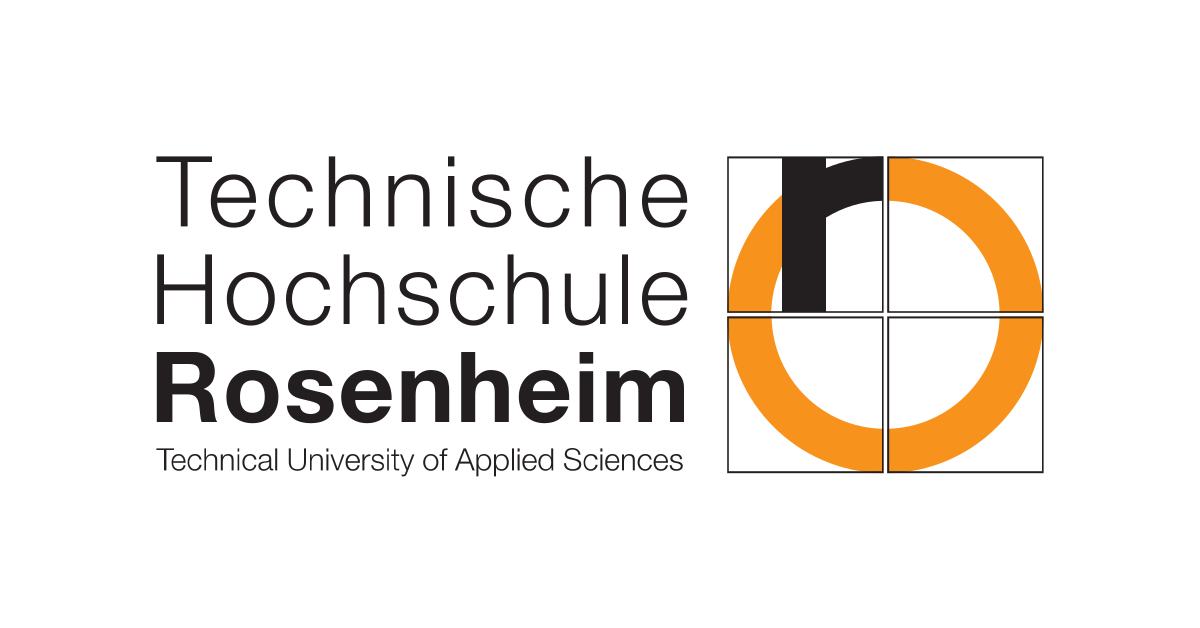 Technische
Hochschule
Rosenheim
Technical University of Applied Sciences
r